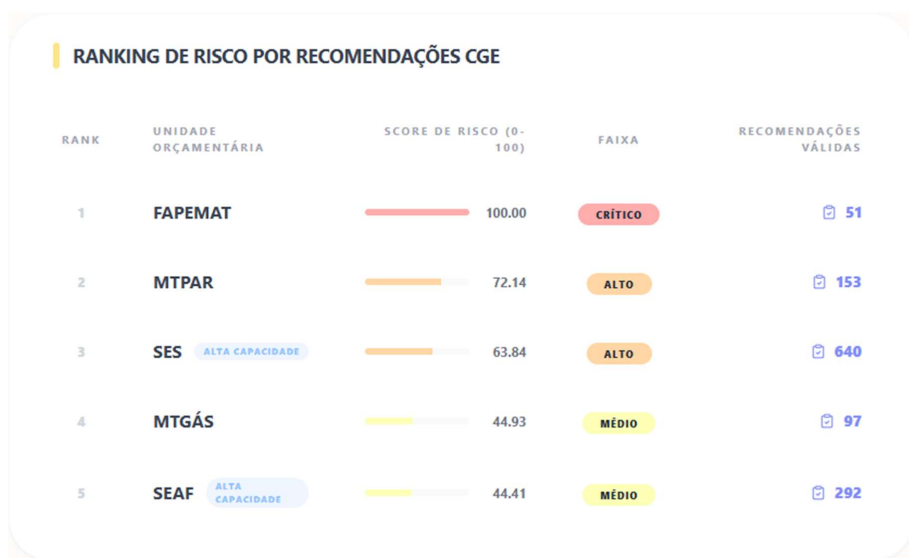 RANKING DE RISCO POR RECOMENDAÇÕES CGE
RANK
UNIDADE
ORÇAMENTÁRIA
SCORE DE RISCO (0-
100)
FAIXA
RECOMENDAÇÕES
VÁLIDAS
1 FAPEMAT 100.00 CRÍTICO 51
2 MTPAR 72.14 ALTO 153
3 SES ALTA CAPACIDADE 63.84 ALTO 640
4 MTGÁS 44.93 MÉDIO 97
5 SEAF ALTA
CAPACIDADE 44.41 MÉDIO 292